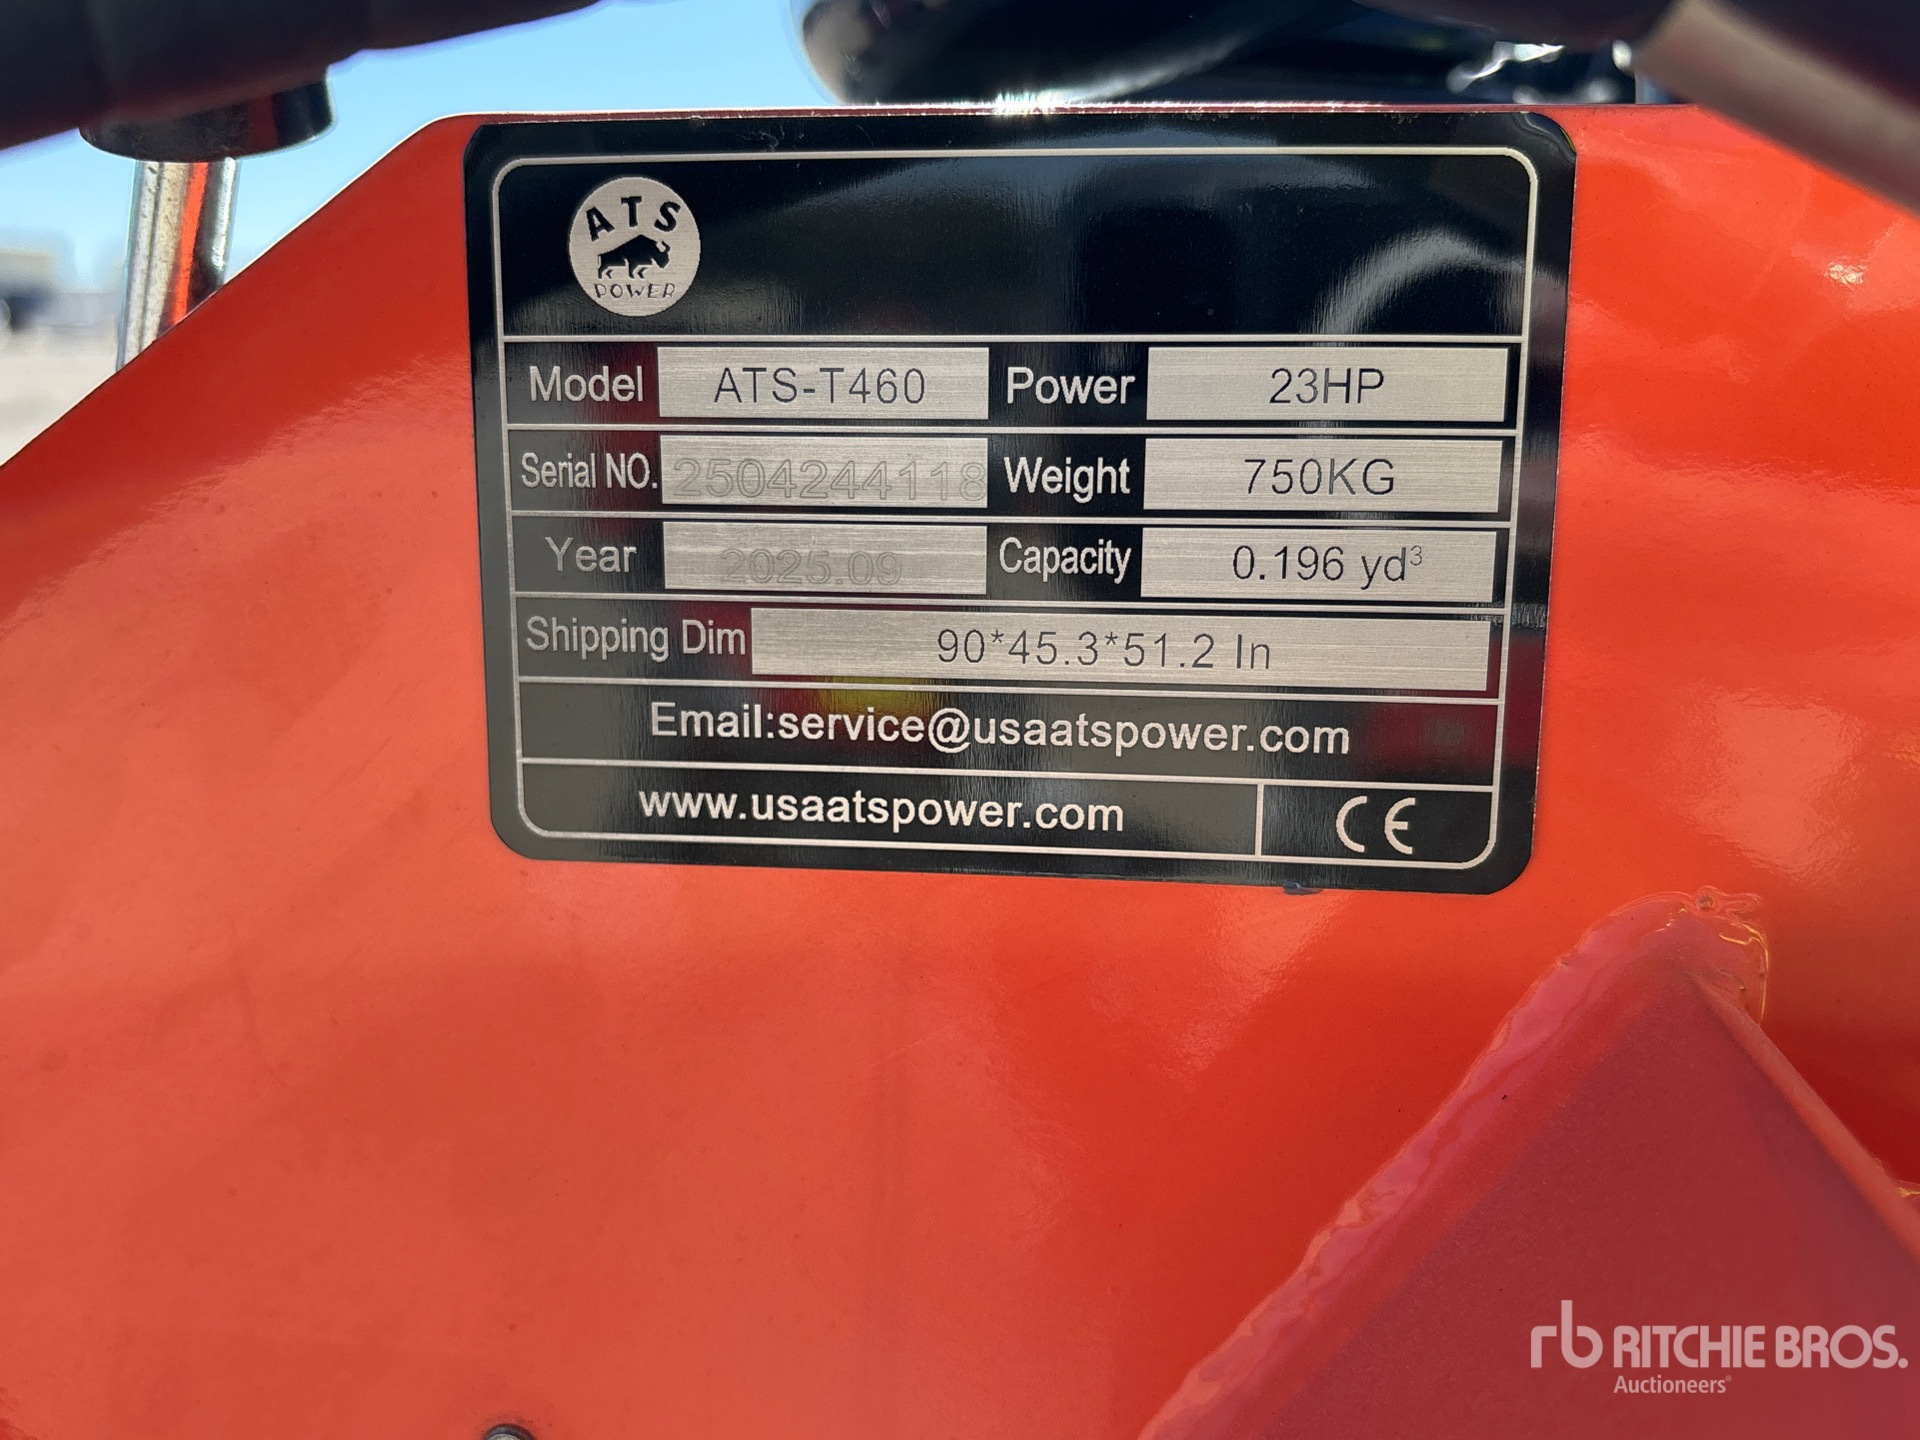 ATS
POWER
Model ATS-T460 Power 23HP
Serial NO. 2504244118 Weight 750KG
Year 2025.09 Capacity 0.196 yd³
Shipping Dim 90*45.3*51.2 In
Email:service@usaatspower.com
www.usaatspower.com CE
rb RITCHIE BROS.
Auctioneers®